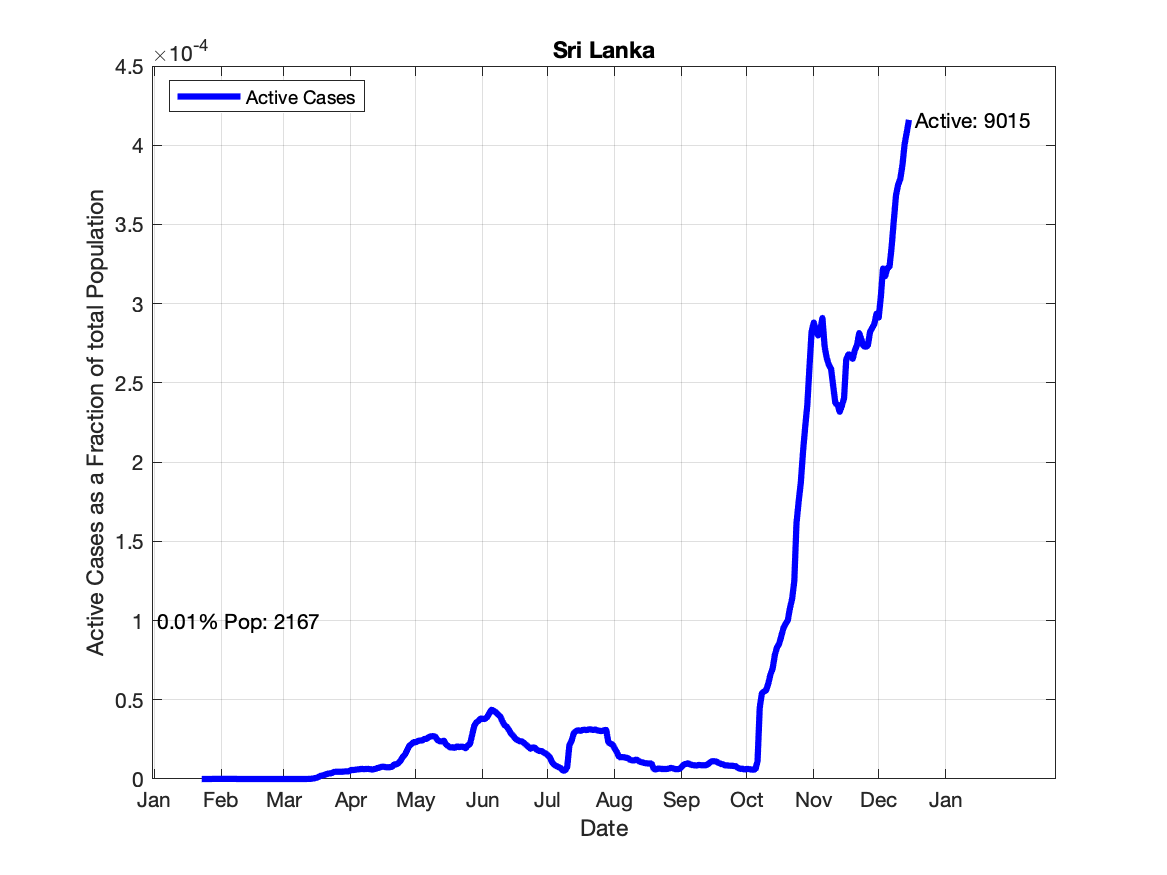 Sri Lanka
×10-4
4.5
4
3.5
3
2.5
2
1.5
1
0.5
0
Active Cases
Active: 9015
0.01% Pop: 2167
Active Cases as a Fraction of total Population
Jan Feb Mar Apr May Jun Jul Aug Sep Oct Nov Dec Jan
Date